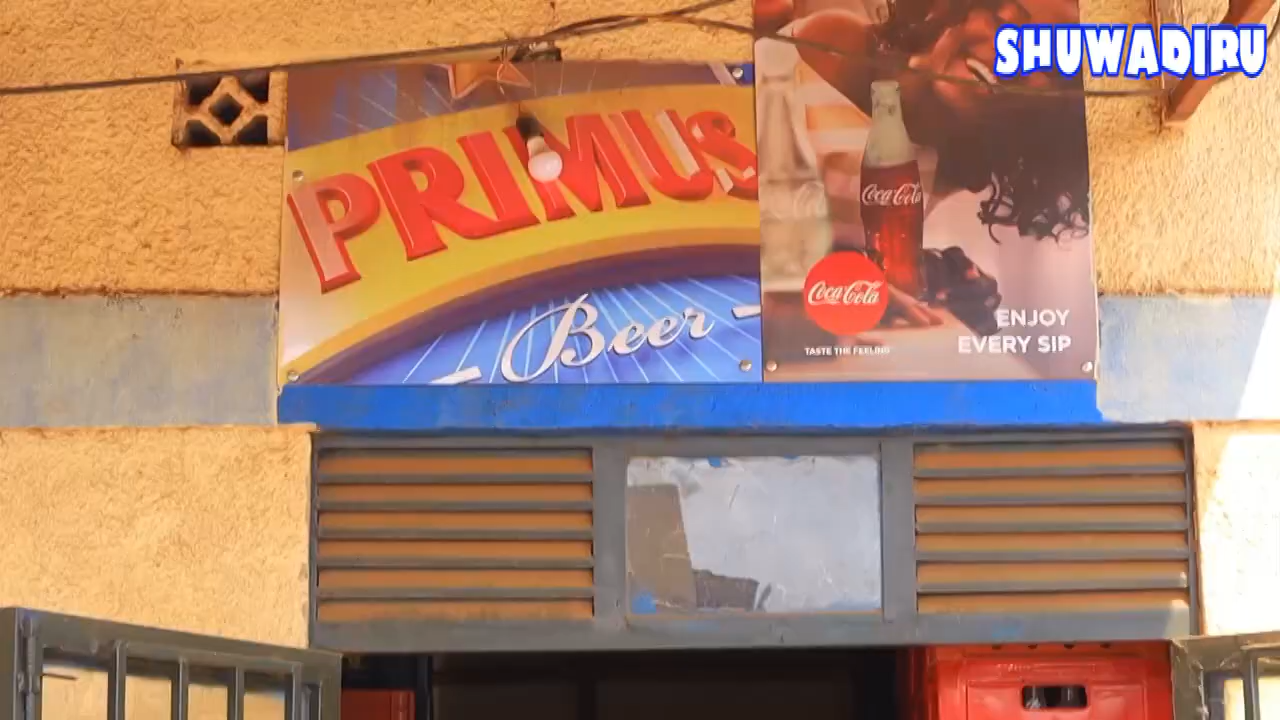 SHUWADIRU
PRIMUS
Beer
Coca-Cola
Coca-Cola
TASTE THE FEELING
ENJOY
EVERY SIP